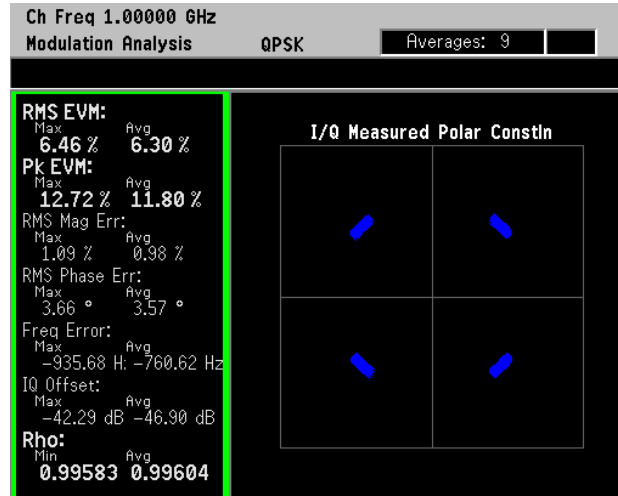 Ch Freq 1.00000 GHz
Modulation Analysis QPSK Averages: 9
RMS EVM:
Max Avg
6.46 % 6.30 %
Pk EVM:
Max Avg
12.72 % 11.80 %
RMS Mag Err:
Max Avg
1.09 % 0.98 %
RMS Phase Err:
Max Avg
3.66 ° 3.57 °
Freq Error:
Max Avg
-935.68 H: -760.62 Hz
IQ Offset:
Max Avg
-42.29 dB -46.90 dB
Rho:
Min Avg
0.99583 0.99604
I/Q Measured Polar Constln